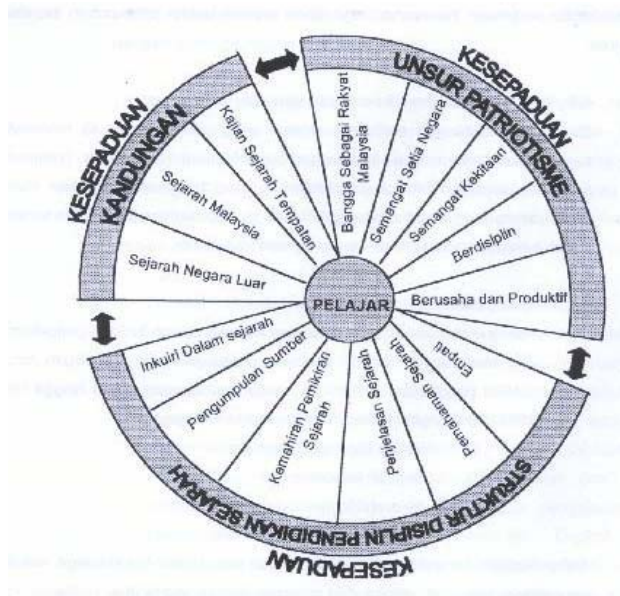 KESEPADUAN
KANDUNGAN
Kajian Sejarah Tempatan
Sejarah Malaysia
Sejarah Negara Luar
KESEPADUAN
UNSUR PATRIOTISME
Bangga Sebagai Rakyat
Malaysia
Semangat Setia Negara
Semangat Kekitaan
Berdisiplin
Berusaha dan Produktif
PELAJAR
Inkuiri Dalam sejarah
Pengumpulan Sumber
Kemahiran Pemikiran
Sejarah
Penjelasan Sejarah
Pemahaman Sejarah
Empati
STRUKTUR DISIPLIN PENDIDIKAN SEJARAH
KESEPADUAN